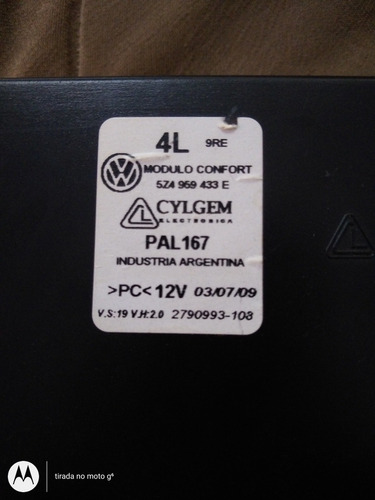 4L 9RE
MODULO CONFORT
5Z4 959 433 E
CYLGEM
ELECTRONICA
PAL167
INDUSTRIA ARGENTINA
>PC<12V 03/07/09
V.S:19 V.H:2.0 2790993-108
tirada no moto g⁴